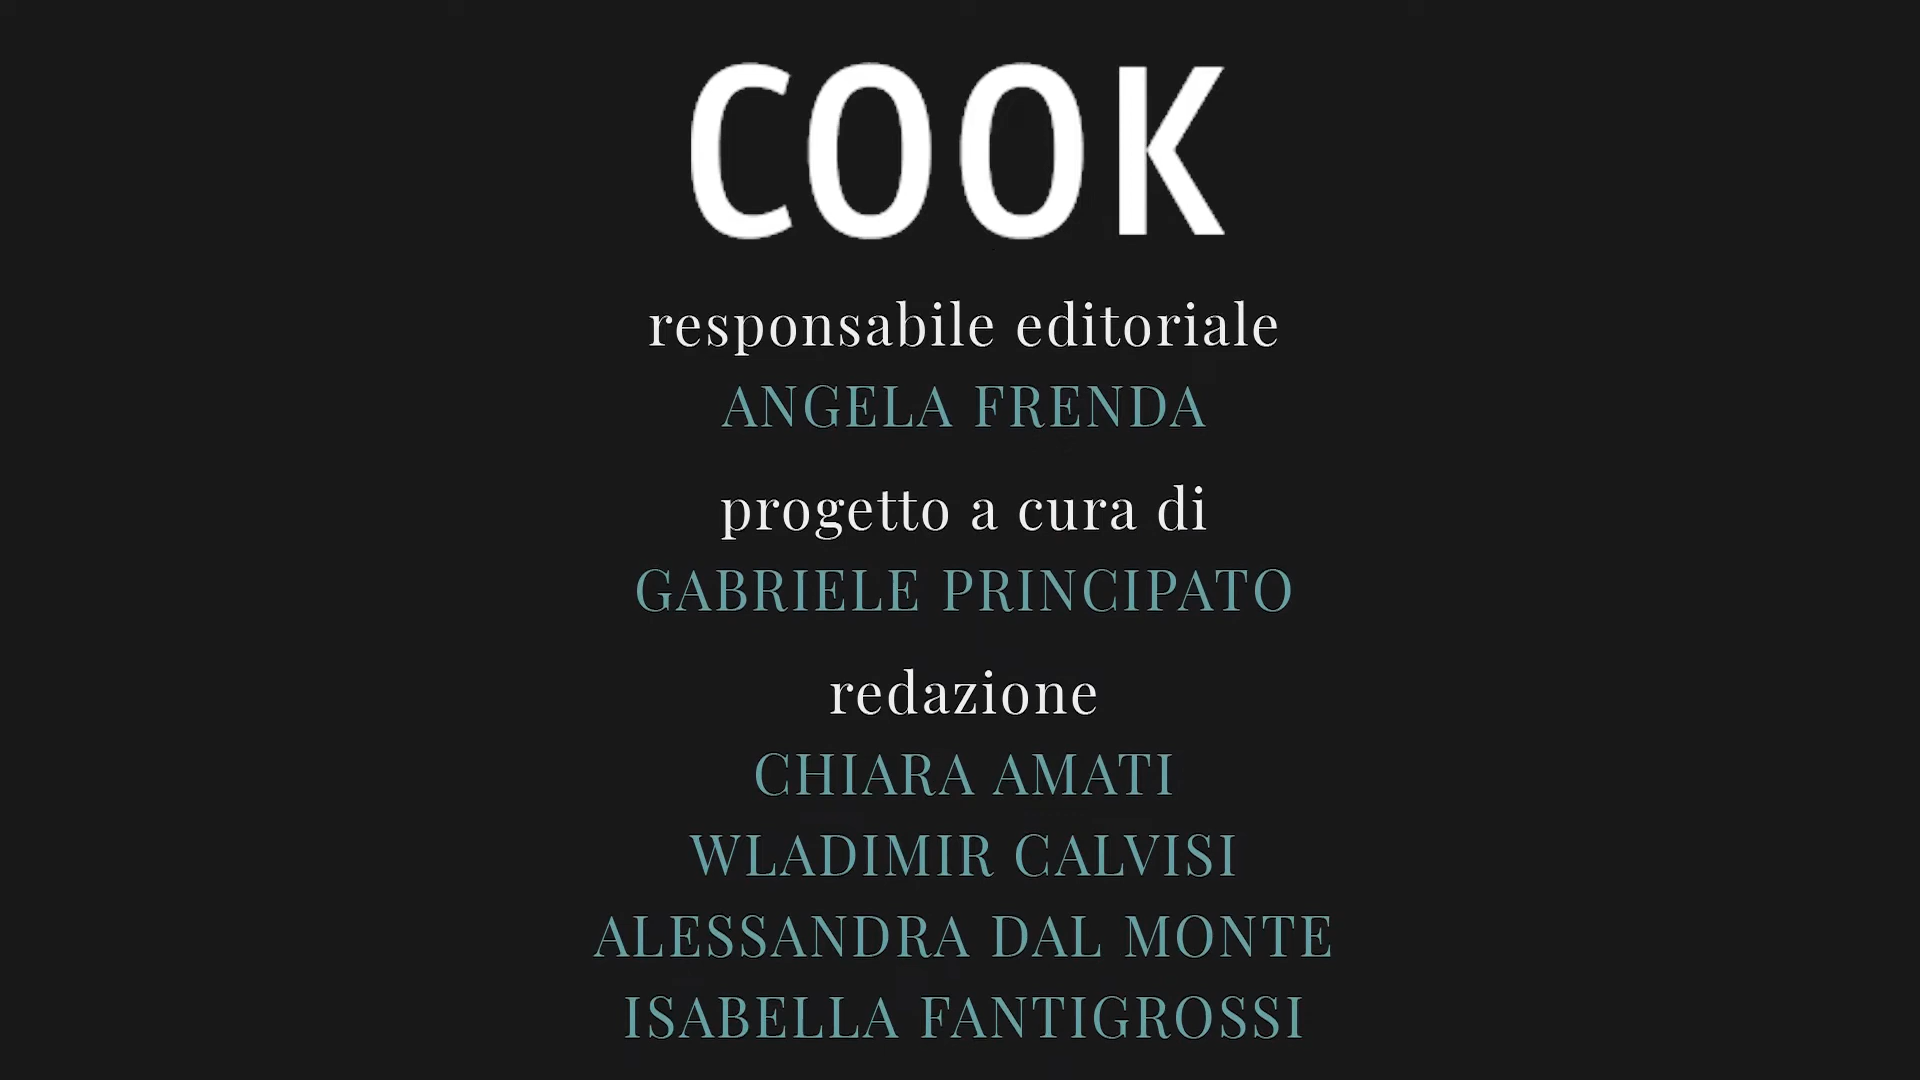 COOK
responsabile editoriale
ANGELA FRENDA
progetto a cura di
GABRIELE PRINCIPATO
redazione
CHIARA AMATI
WLADIMIR CALVISI
ALESSANDRA DAL MONTE
ISABELLA FANTIGROSSI